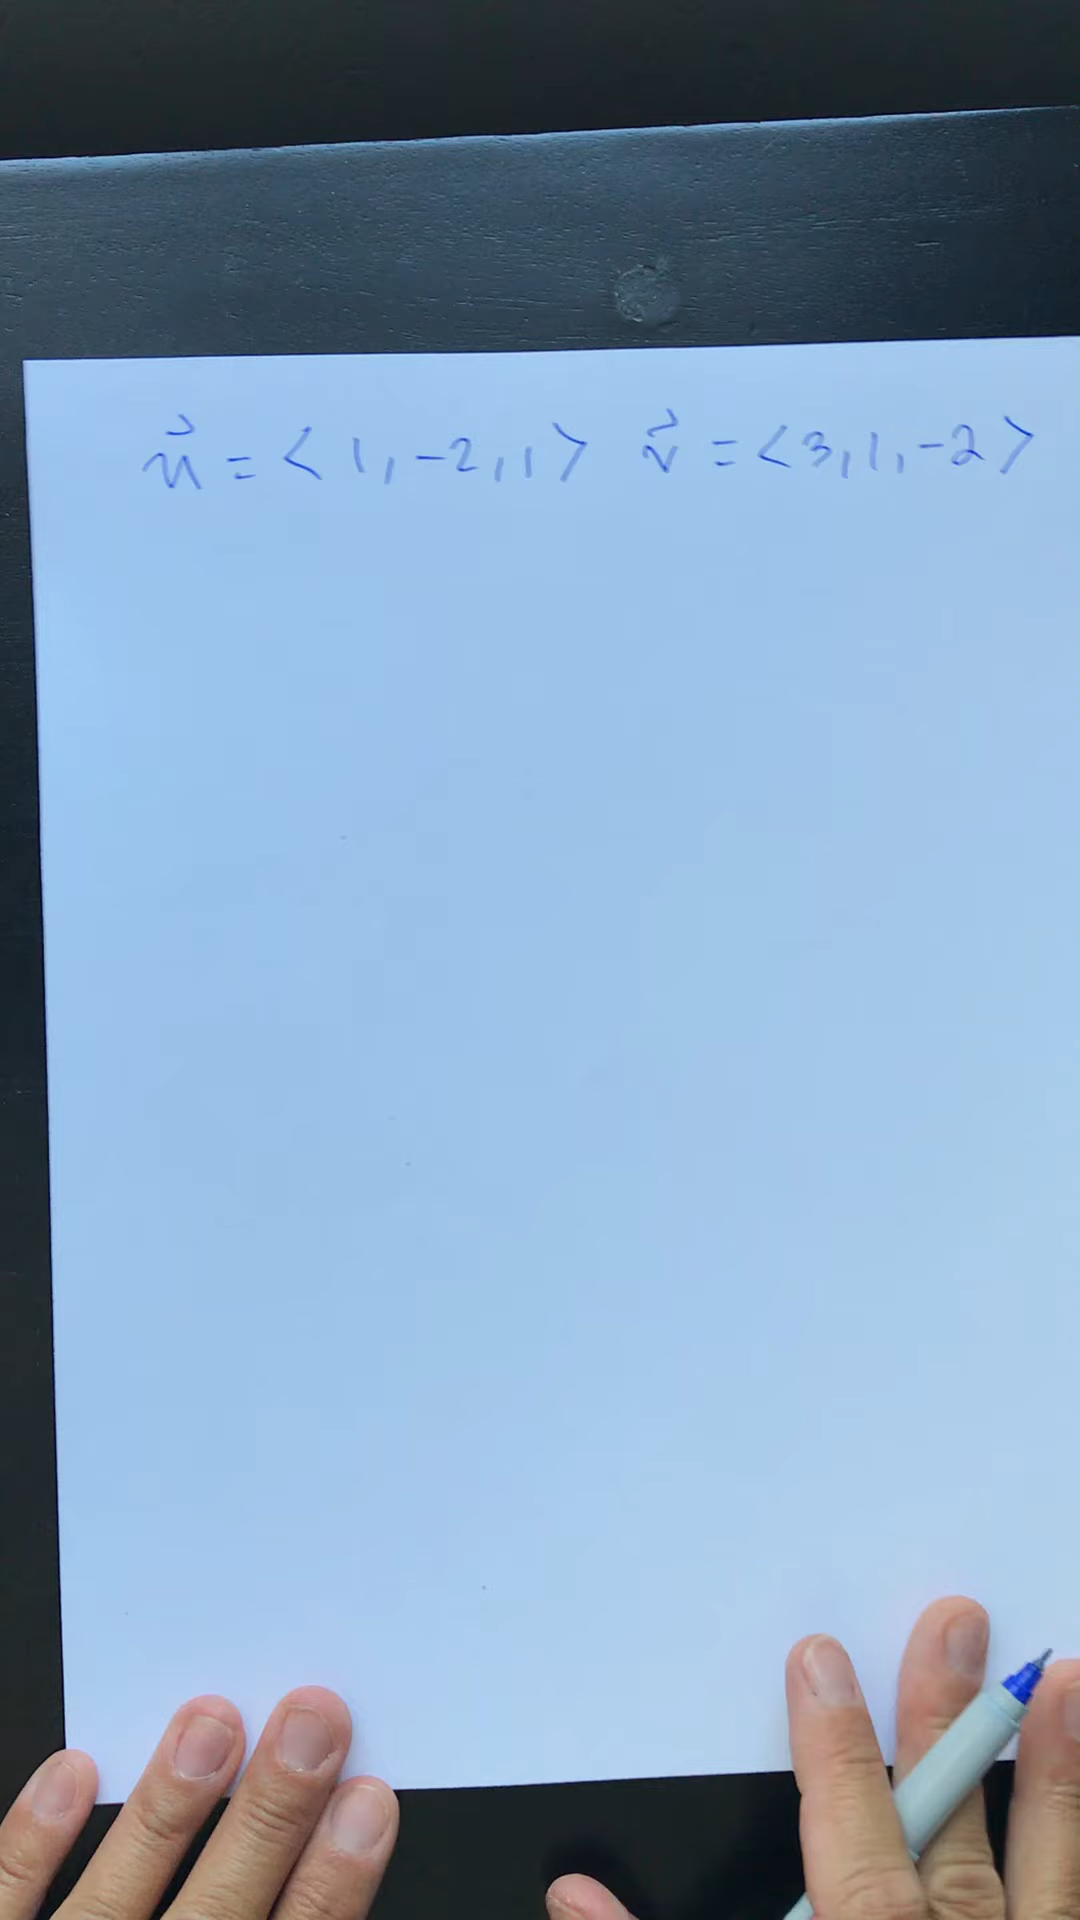 u⃗ = < 1, -2, 1 > v⃗ = < 3, 1, -2 >